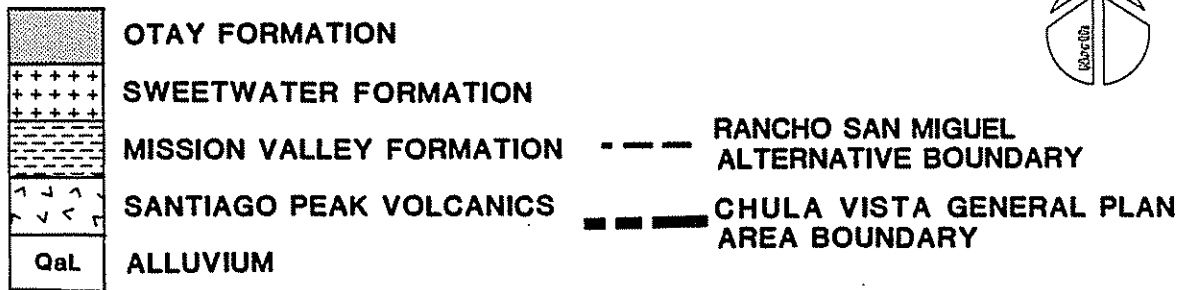 OTAY FORMATION
SWEETWATER FORMATION
MISSION VALLEY FORMATION
SANTIAGO PEAK VOLCANICS
QaL ALLUVIUM
North
RANCHO SAN MIGUEL
ALTERNATIVE BOUNDARY
CHULA VISTA GENERAL PLAN
AREA BOUNDARY